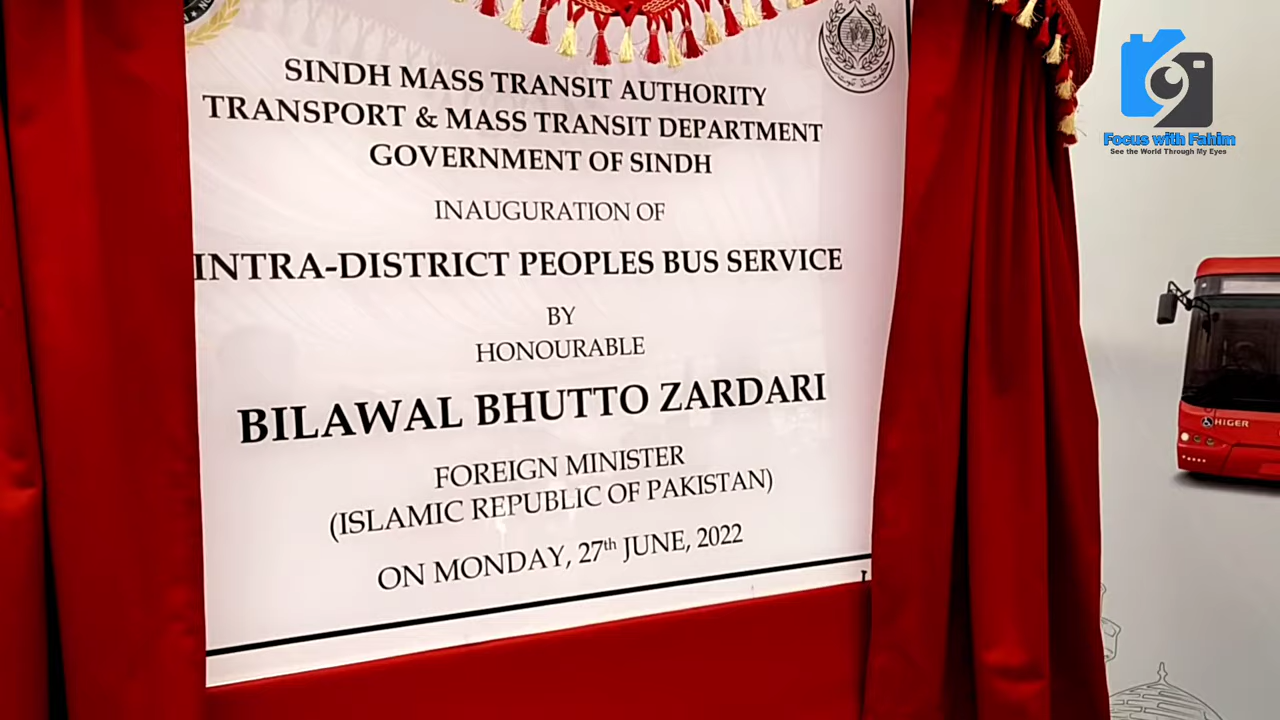 SINDH MASS TRANSIT AUTHORITY
TRANSPORT & MASS TRANSIT DEPARTMENT
GOVERNMENT OF SINDH
INAUGURATION OF
INTRA-DISTRICT PEOPLES BUS SERVICE
BY
HONOURABLE
BILAWAL BHUTTO ZARDARI
FOREIGN MINISTER
(ISLAMIC REPUBLIC OF PAKISTAN)
ON MONDAY, 27th JUNE, 2022
Focus with Fahim
See the World Through My Eyes
HIGER